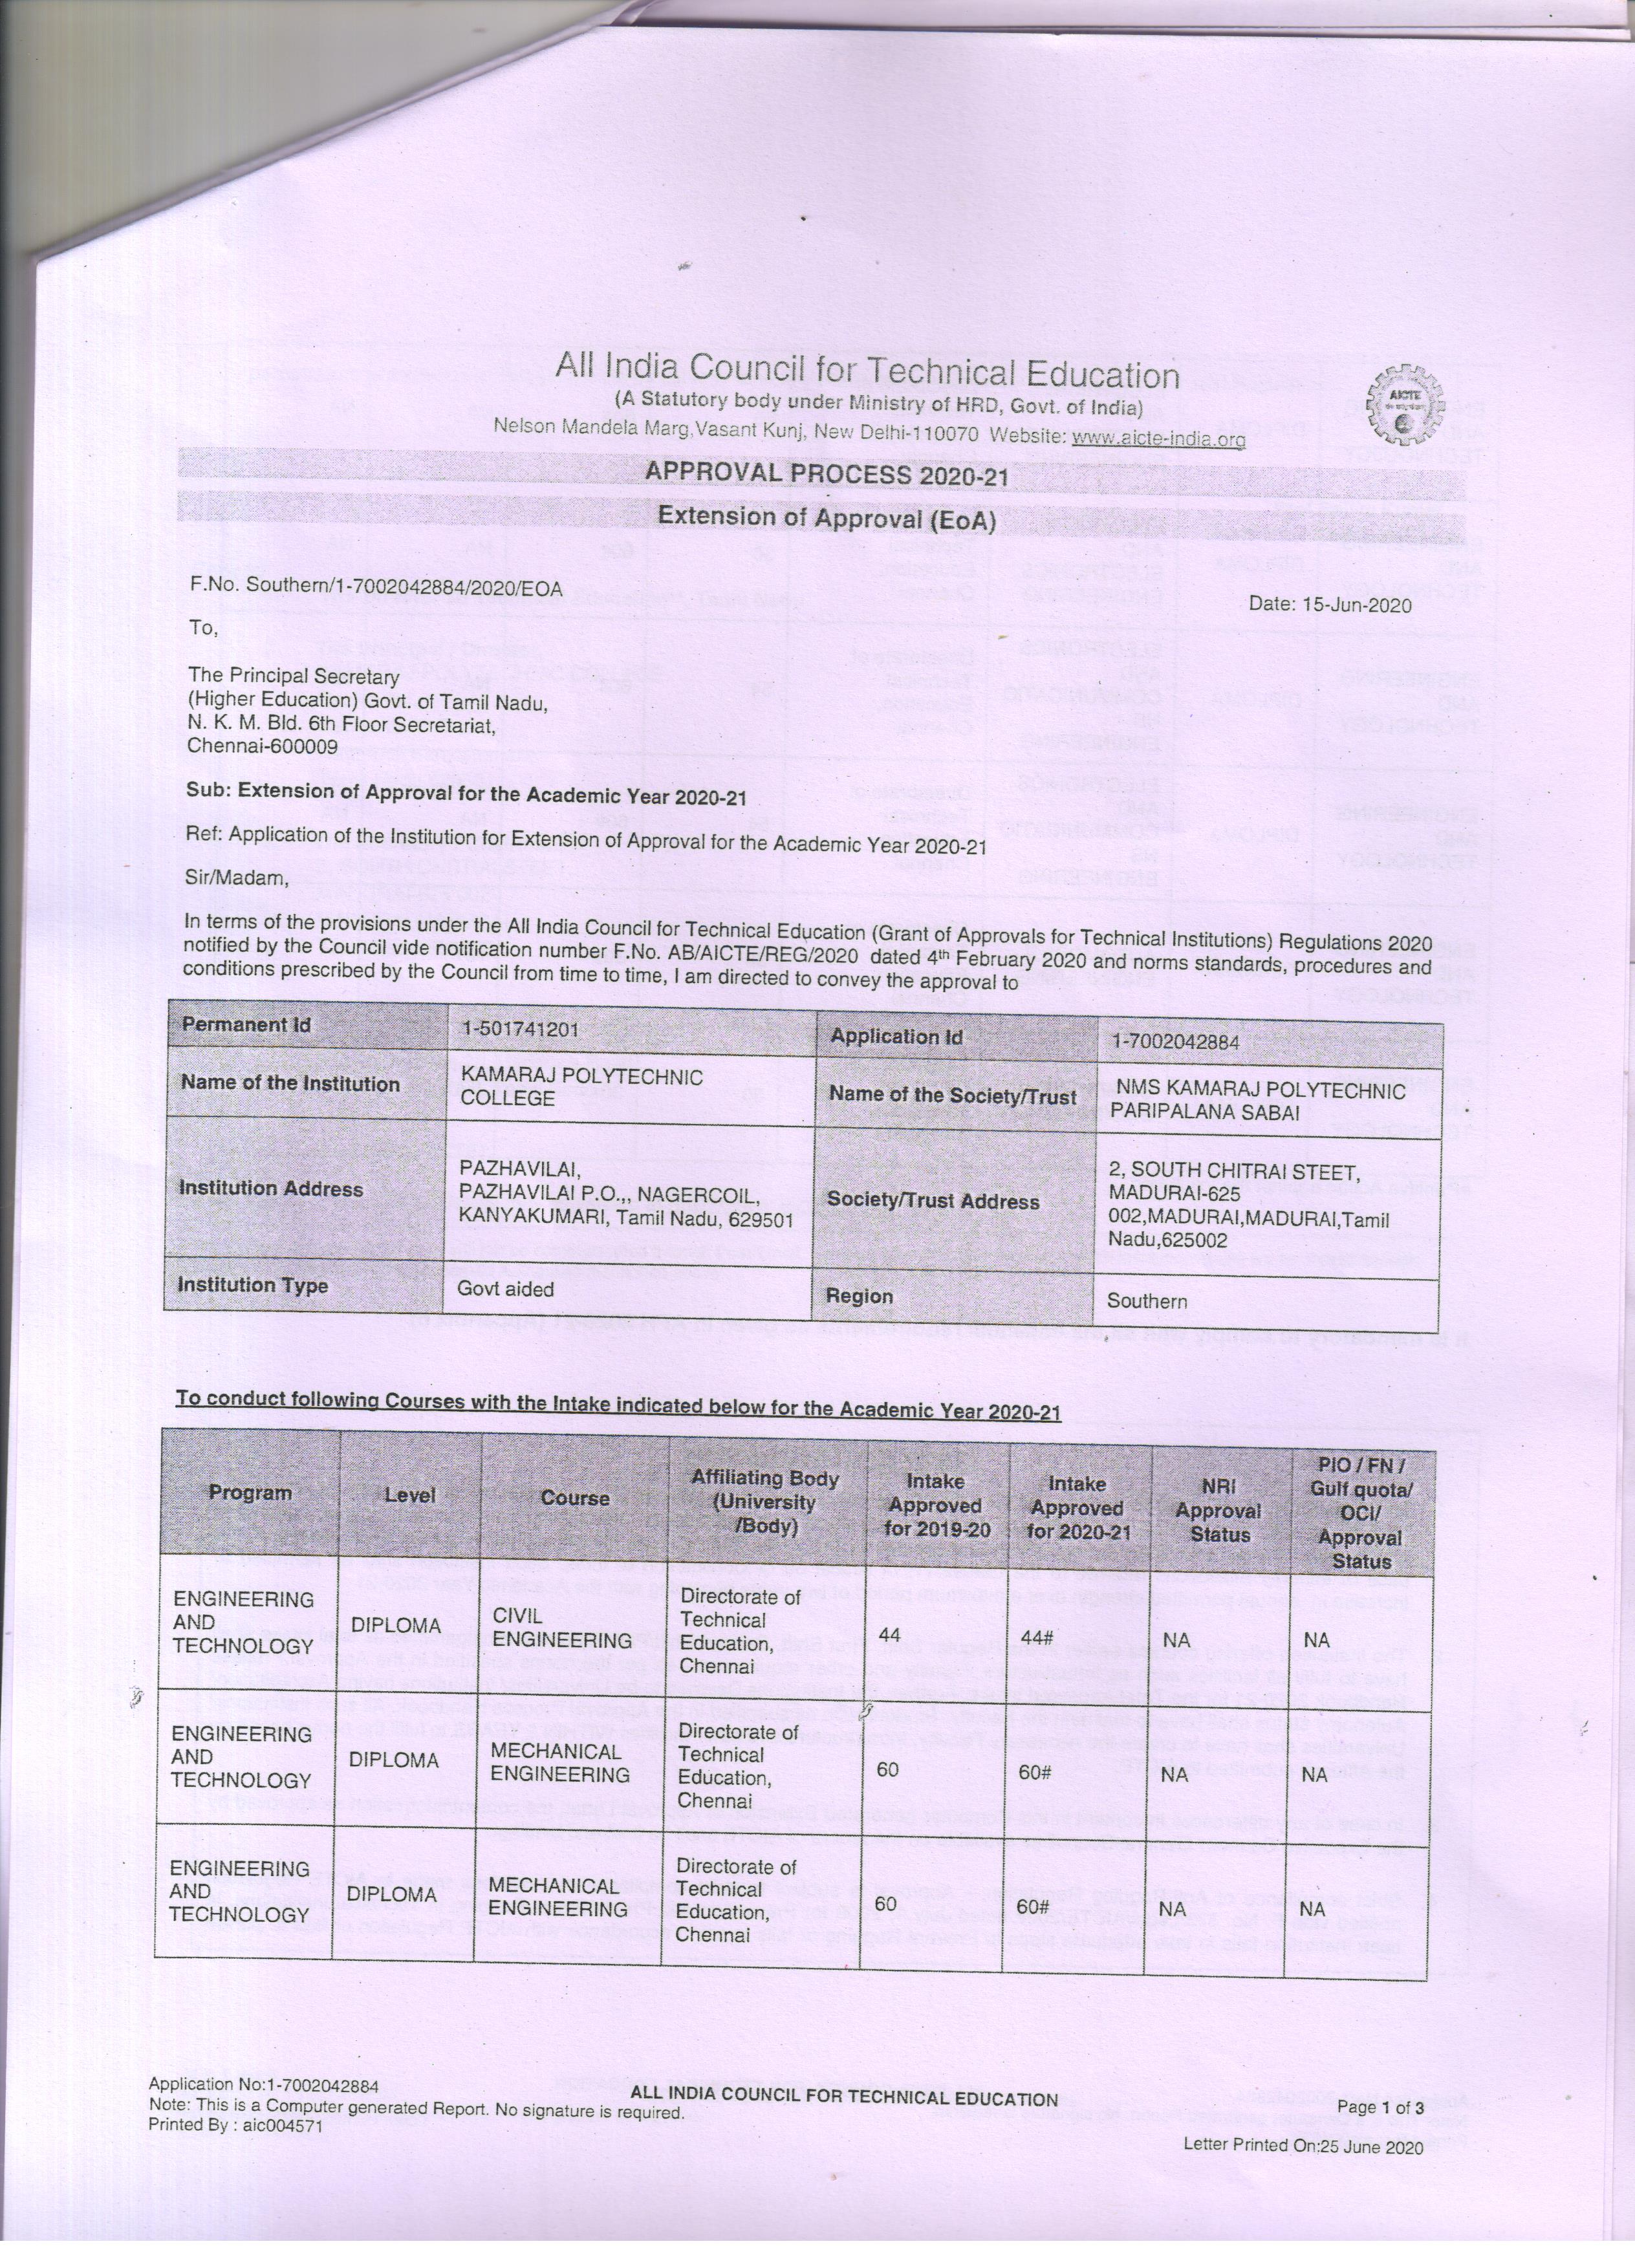 All India Council for Technical Education
(A Statutory body under Ministry of HRD, Govt. of India)
Nelson Mandela Marg,Vasant Kunj, New Delhi-110070 Website: www.aicte-india.org
AICTE
APPROVAL PROCESS 2020-21
Extension of Approval (EoA)
F.No. Southern/1-7002042884/2020/EOA
Date: 15-Jun-2020
To,
The Principal Secretary
(Higher Education) Govt. of Tamil Nadu,
N. K. M. Bld. 6th Floor Secretariat,
Chennai-600009
Sub: Extension of Approval for the Academic Year 2020-21
Ref: Application of the Institution for Extension of Approval for the Academic Year 2020-21
Sir/Madam,
In terms of the provisions under the All India Council for Technical Education (Grant of Approvals for Technical Institutions) Regulations 2020
notified by the Council vide notification number F.No. AB/AICTE/REG/2020 dated 4th February 2020 and norms standards, procedures and
conditions prescribed by the Council from time to time, I am directed to convey the approval to
Permanent Id
1-501741201
Application Id
1-7002042884
Name of the Institution
KAMARAJ POLYTECHNIC
COLLEGE
Name of the Society/Trust
NMS KAMARAJ POLYTECHNIC
PARIPALANA SABAI
Institution Address
PAZHAVILAI,
PAZHAVILAI P.O.,, NAGERCOIL,
KANYAKUMARI, Tamil Nadu, 629501
Society/Trust Address
2, SOUTH CHITRAI STEET,
MADURAI-625
002,MADURAI,MADURAI,Tamil
Nadu,625002
Institution Type
Govt aided
Region
Southern
To conduct following Courses with the Intake indicated below for the Academic Year 2020-21
Program
Level
Course
Affiliating Body
(University
/Body)
Intake
Approved
for 2019-20
Intake
Approved
for 2020-21
NRI
Approval
Status
PIO / FN /
Gulf quota/
OCI/
Approval
Status
ENGINEERING
AND
TECHNOLOGY
DIPLOMA
CIVIL
ENGINEERING
Directorate of
Technical
Education,
Chennai
44
44#
NA
NA
ENGINEERING
AND
TECHNOLOGY
DIPLOMA
MECHANICAL
ENGINEERING
Directorate of
Technical
Education,
Chennai
60
60#
NA
NA
ENGINEERING
AND
TECHNOLOGY
DIPLOMA
MECHANICAL
ENGINEERING
Directorate of
Technical
Education,
Chennai
60
60#
NA
NA
Application No:1-7002042884
Note: This is a Computer generated Report. No signature is required.
Printed By : aic004571
ALL INDIA COUNCIL FOR TECHNICAL EDUCATION
Page 1 of 3
Letter Printed On:25 June 2020